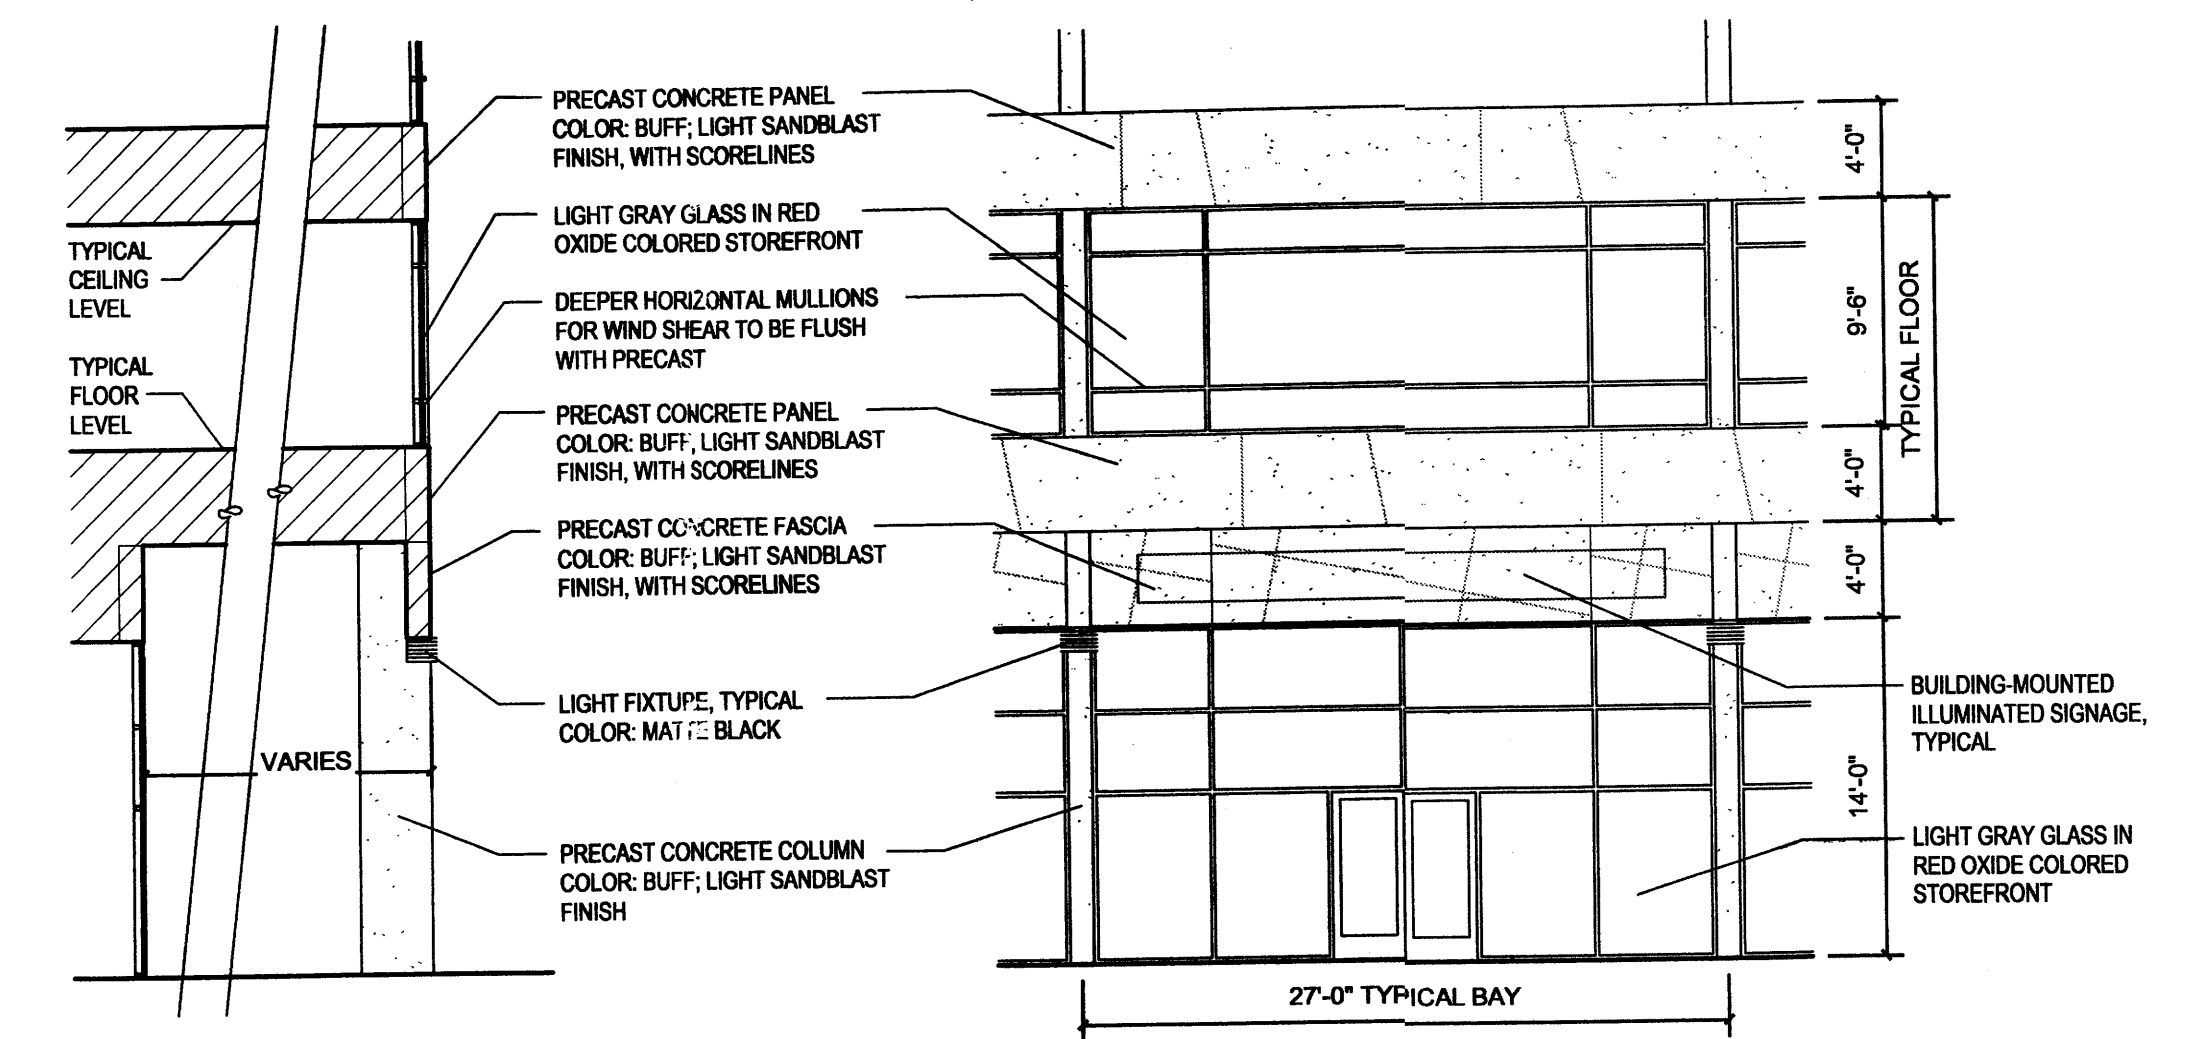 PRECAST CONCRETE PANEL
COLOR: BUFF; LIGHT SANDBLAST
FINISH, WITH SCORELINES
LIGHT GRAY GLASS IN RED
OXIDE COLORED STOREFRONT
TYPICAL
CEILING
LEVEL
DEEPER HORIZONTAL MULLIONS
FOR WIND SHEAR TO BE FLUSH
WITH PRECAST
TYPICAL
FLOOR
LEVEL
PRECAST CONCRETE PANEL
COLOR: BUFF, LIGHT SANDBLAST
FINISH, WITH SCORELINES
PRECAST CONCRETE FASCIA
COLOR: BUFF; LIGHT SANDBLAST
FINISH, WITH SCORELINES
LIGHT FIXTURE, TYPICAL
COLOR: MATTE BLACK
VARIES
PRECAST CONCRETE COLUMN
COLOR: BUFF; LIGHT SANDBLAST
FINISH
4'-0"
9'-6"
TYPICAL FLOOR
4'-0"
4'-0"
14'-0"
BUILDING-MOUNTED
ILLUMINATED SIGNAGE,
TYPICAL
LIGHT GRAY GLASS IN
RED OXIDE COLORED
STOREFRONT
27'-0" TYPICAL BAY